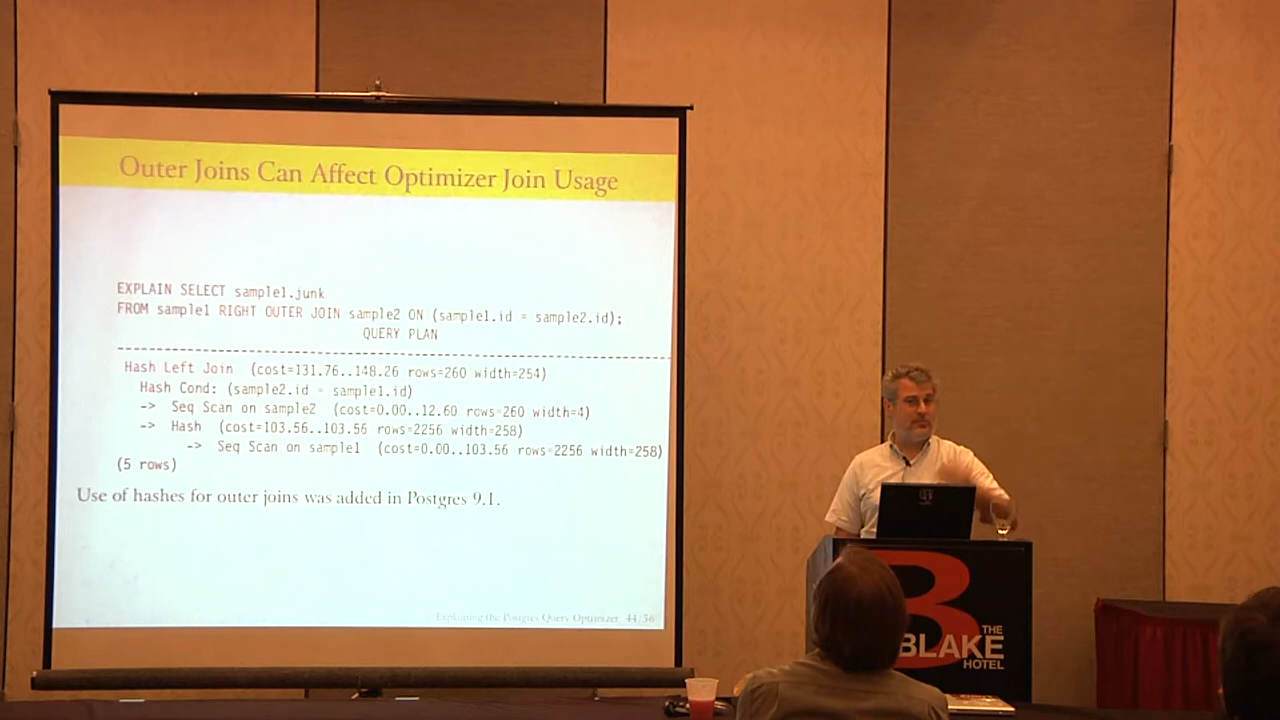 Outer Joins Can Affect Optimizer Join Usage
EXPLAIN SELECT sample1.junk
FROM sample1 RIGHT OUTER JOIN sample2 ON (sample1.id = sample2.id);
QUERY PLAN
--------------------------------------------------------------------------------
Hash Left Join (cost=131.76..148.26 rows=260 width=254)
Hash Cond: (sample2.id = sample1.id)
-> Seq Scan on sample2 (cost=0.00..12.60 rows=260 width=4)
-> Hash (cost=103.56..103.56 rows=2256 width=258)
-> Seq Scan on sample1 (cost=0.00..103.56 rows=2256 width=258)
(5 rows)
Use of hashes for outer joins was added in Postgres 9.1.
Explaining the Postgres Query Optimizer 44/56
B
THE
BLAKE
HOTEL